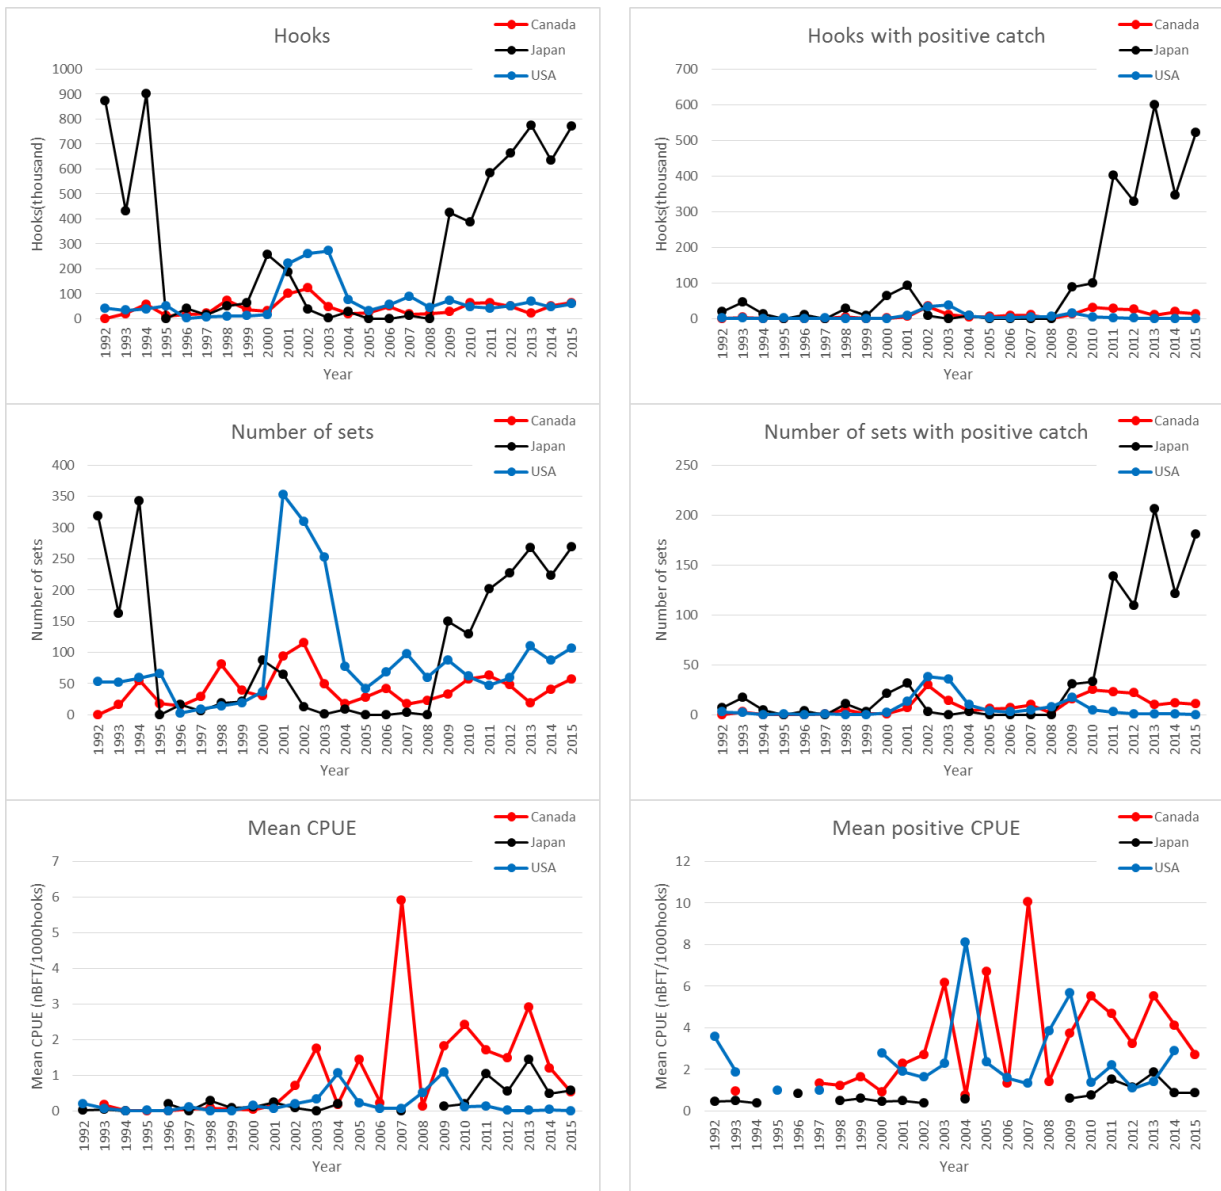 Hooks
Canada
Japan
USA
1000
900
800
700
600
500
400
300
200
100
0
Hooks(thousand)
1992 1993 1994 1995 1996 1997 1998 1999 2000 2001 2002 2003 2004 2005 2006 2007 2008 2009 2010 2011 2012 2013 2014 2015
Year
Hooks with positive catch
Canada
Japan
USA
700
600
500
400
300
200
100
0
Hooks(thousand)
1992 1993 1994 1995 1996 1997 1998 1999 2000 2001 2002 2003 2004 2005 2006 2007 2008 2009 2010 2011 2012 2013 2014 2015
Year
Number of sets
Canada
Japan
USA
400
350
300
250
200
150
100
50
0
Number of sets
1992 1993 1994 1995 1996 1997 1998 1999 2000 2001 2002 2003 2004 2005 2006 2007 2008 2009 2010 2011 2012 2013 2014 2015
Year
Number of sets with positive catch
Canada
Japan
USA
250
200
150
100
50
0
Number of sets
1992 1993 1994 1995 1996 1997 1998 1999 2000 2001 2002 2003 2004 2005 2006 2007 2008 2009 2010 2011 2012 2013 2014 2015
Year
Mean CPUE
Canada
Japan
USA
7
6
5
4
3
2
1
0
Mean CPUE (nBFT/1000hooks)
1992 1993 1994 1995 1996 1997 1998 1999 2000 2001 2002 2003 2004 2005 2006 2007 2008 2009 2010 2011 2012 2013 2014 2015
Year
Mean positive CPUE
Canada
Japan
USA
12
10
8
6
4
2
0
Mean CPUE (nBFT/1000hooks)
1992 1993 1994 1995 1996 1997 1998 1999 2000 2001 2002 2003 2004 2005 2006 2007 2008 2009 2010 2011 2012 2013 2014 2015
Year